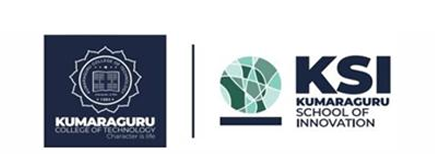 KUMARAGURU
COLLEGE OF TECHNOLOGY
Character is life
KSI
KUMARAGURU
SCHOOL OF
INNOVATION